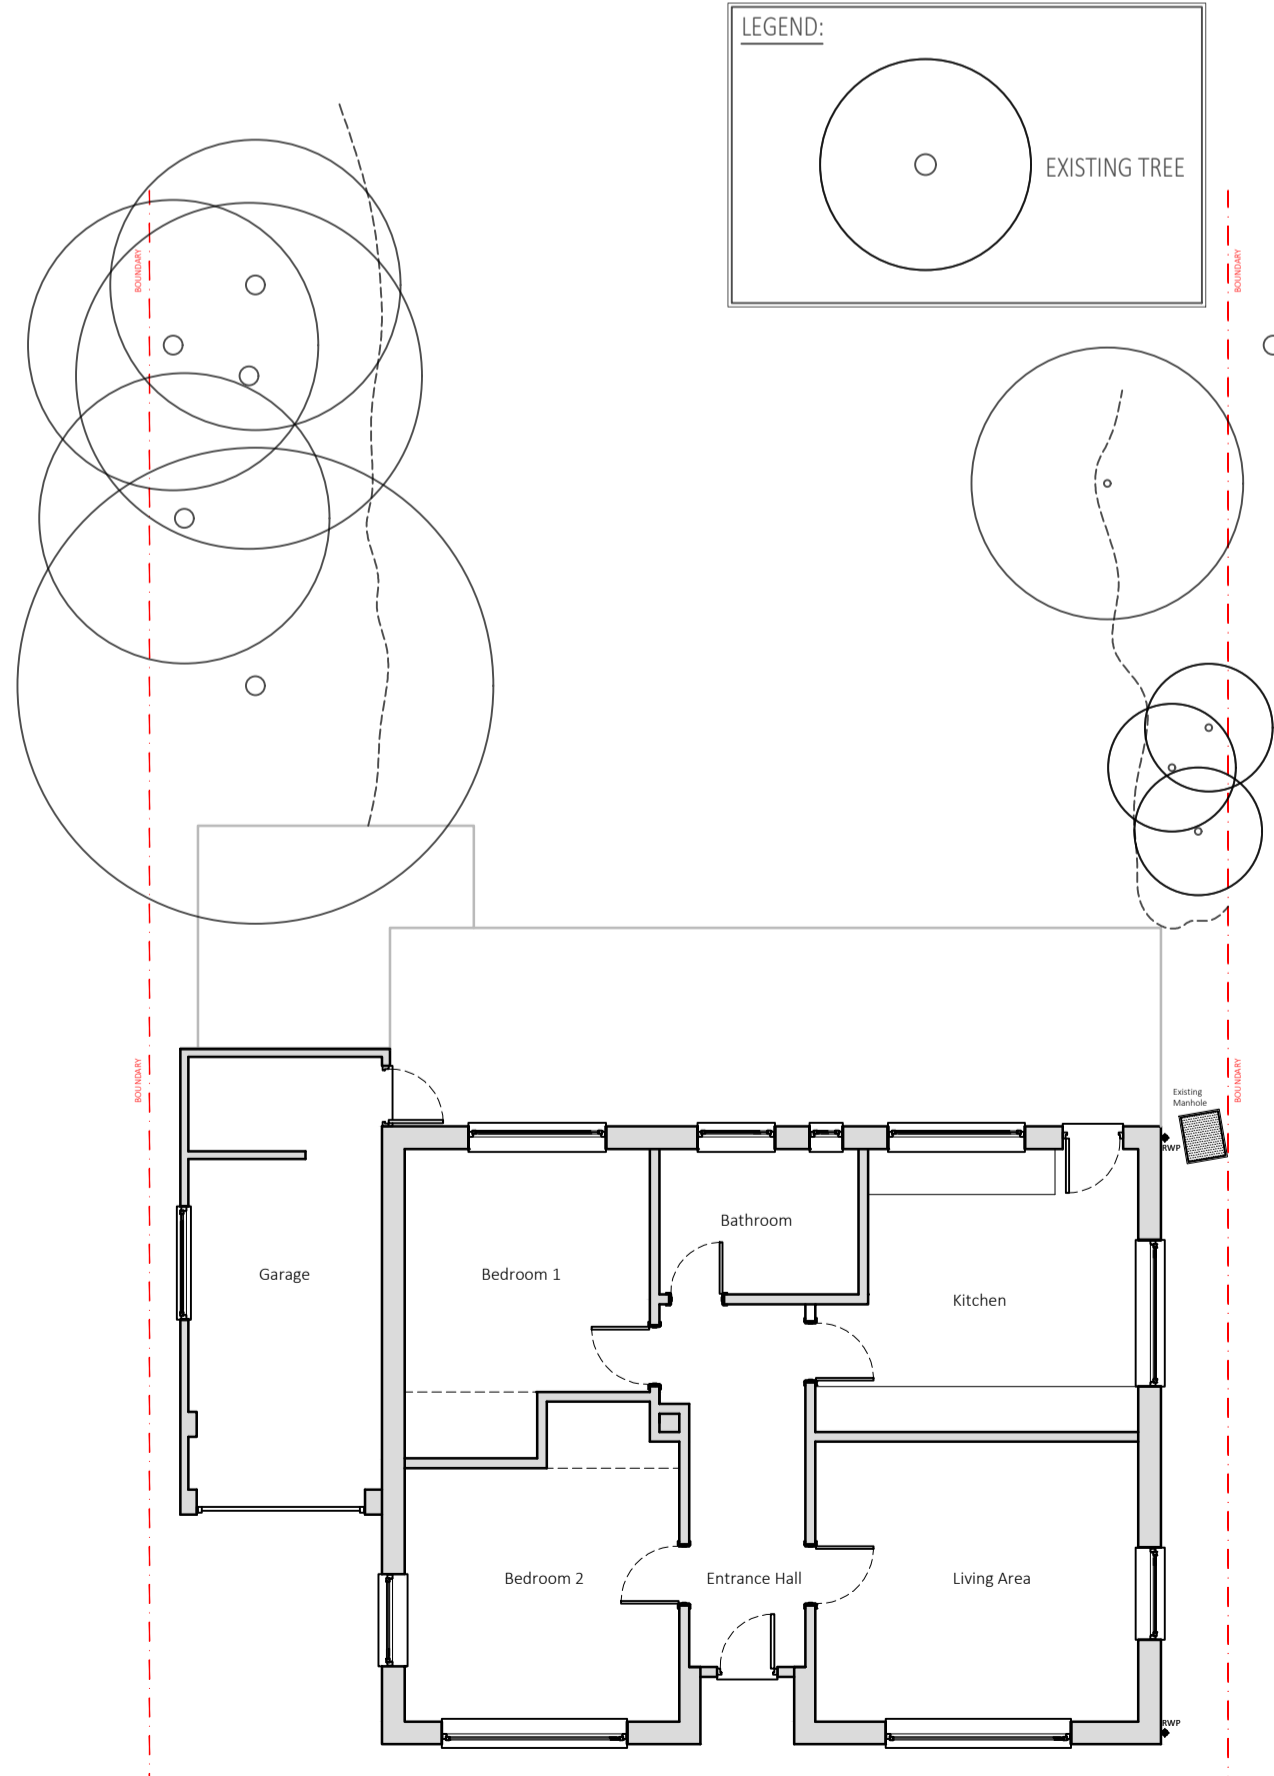 LEGEND:
EXISTING TREE
BOUNDARY
BOUNDARY
BOUNDARY
BOUNDARY
Existing
Manhole
RWP
Bathroom
Garage
Bedroom 1
Kitchen
Bedroom 2
Entrance Hall
Living Area
RWP